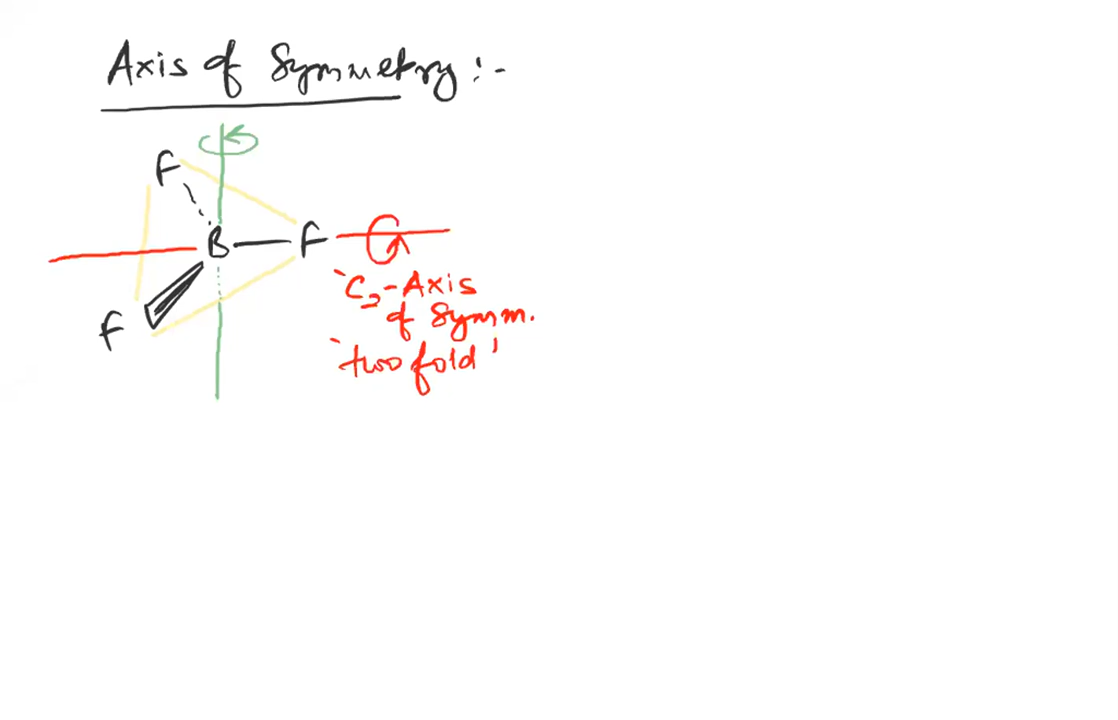 Axis of Symmetry :-
F
B — F
F
'C₂-Axis
of Symm.
'two fold'